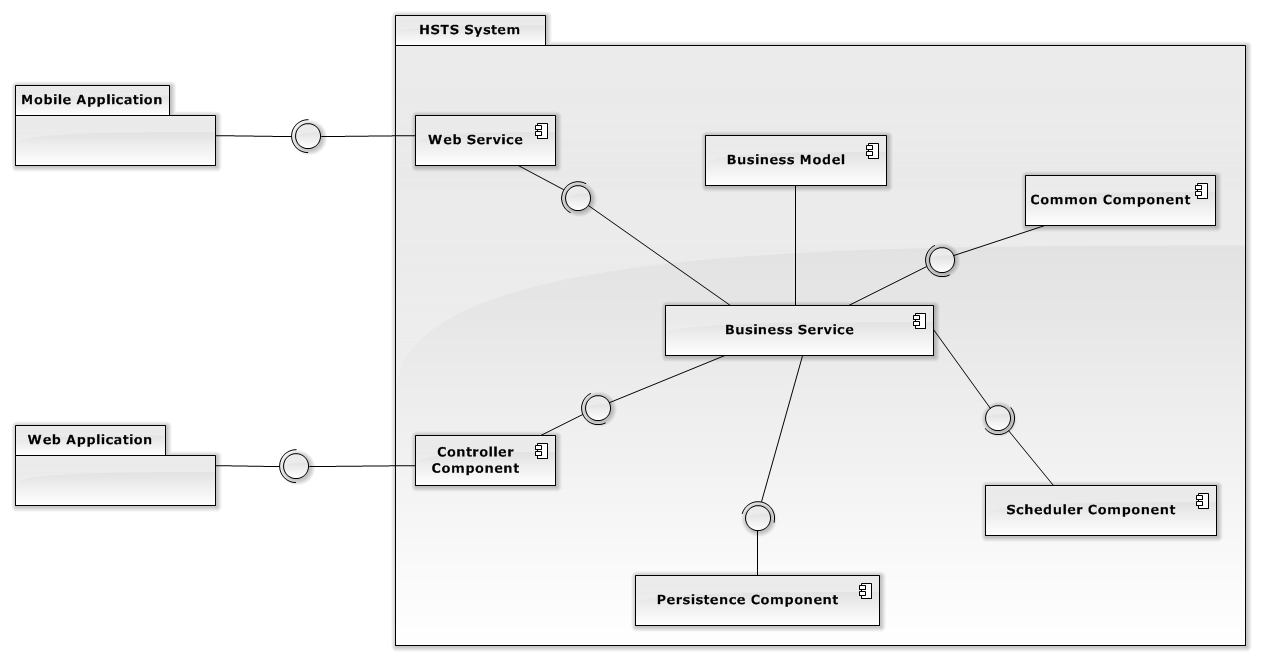 HSTS System
Mobile Application
Web Service
Business Model
Common Component
Business Service
Web Application
Controller
Component
Scheduler Component
Persistence Component